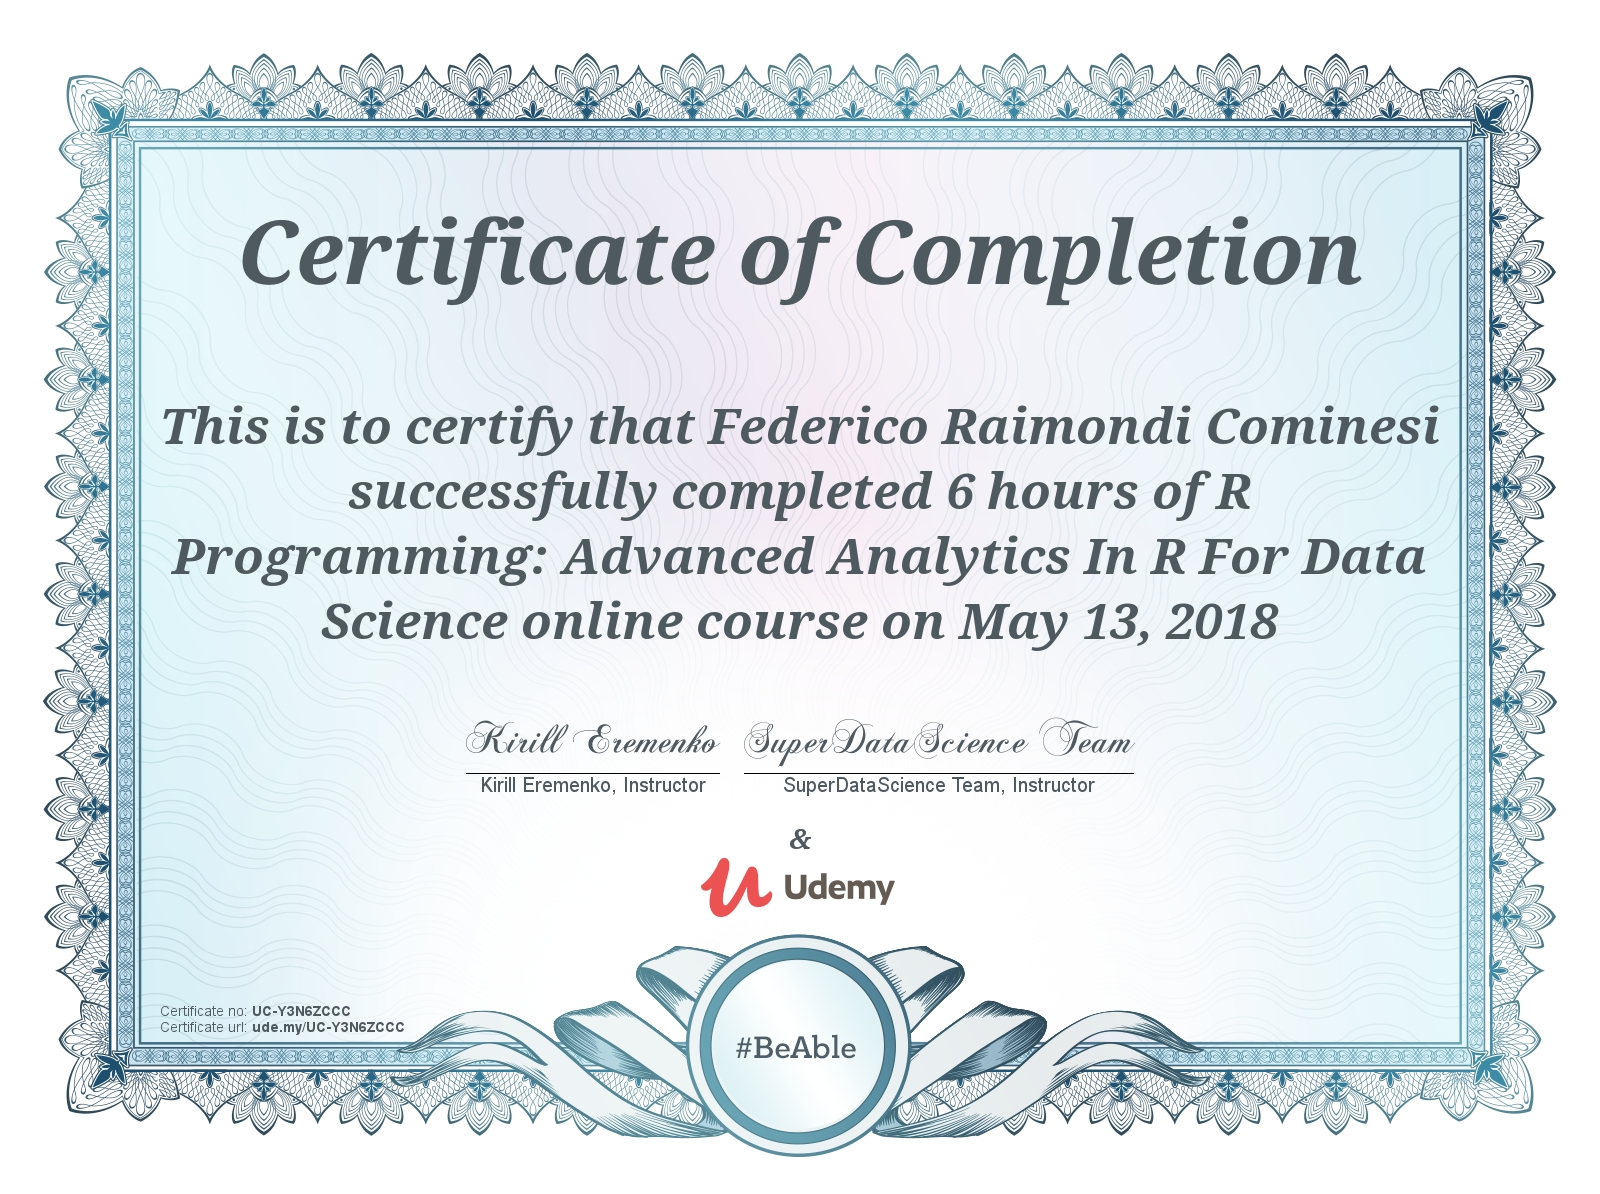 Certificate of Completion
This is to certify that Federico Raimondi Cominesi
successfully completed 6 hours of R
Programming: Advanced Analytics In R For Data
Science online course on May 13, 2018
Kirill Eremenko SuperDataScience Team
Kirill Eremenko, Instructor SuperDataScience Team, Instructor
&
Udemy
Certificate no: UC-Y3N6ZCCC
Certificate url: ude.my/UC-Y3N6ZCCC
#BeAble